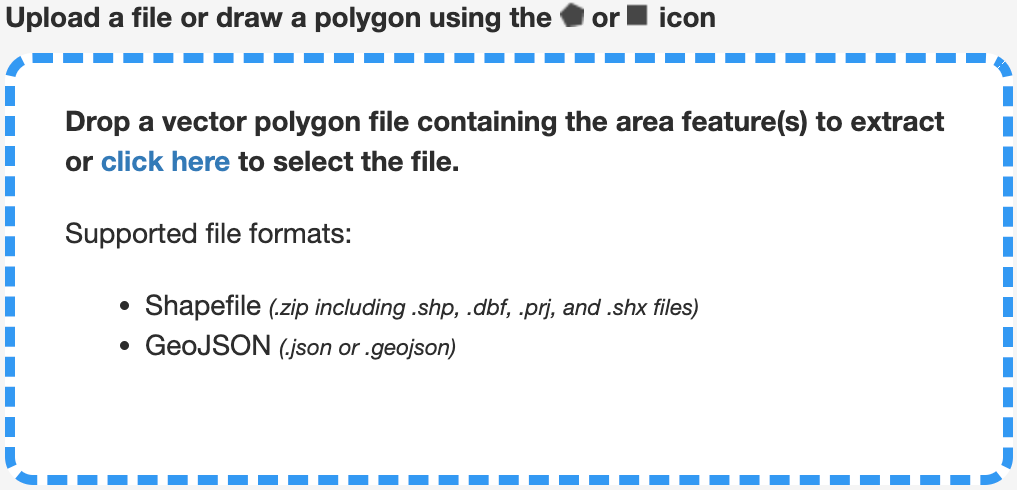 Upload a file or draw a polygon using the or icon
Drop a vector polygon file containing the area feature(s) to extract
or click here to select the file.
Supported file formats:
• Shapefile (.zip including .shp, .dbf, .prj, and .shx files)
• GeoJSON (.json or .geojson)